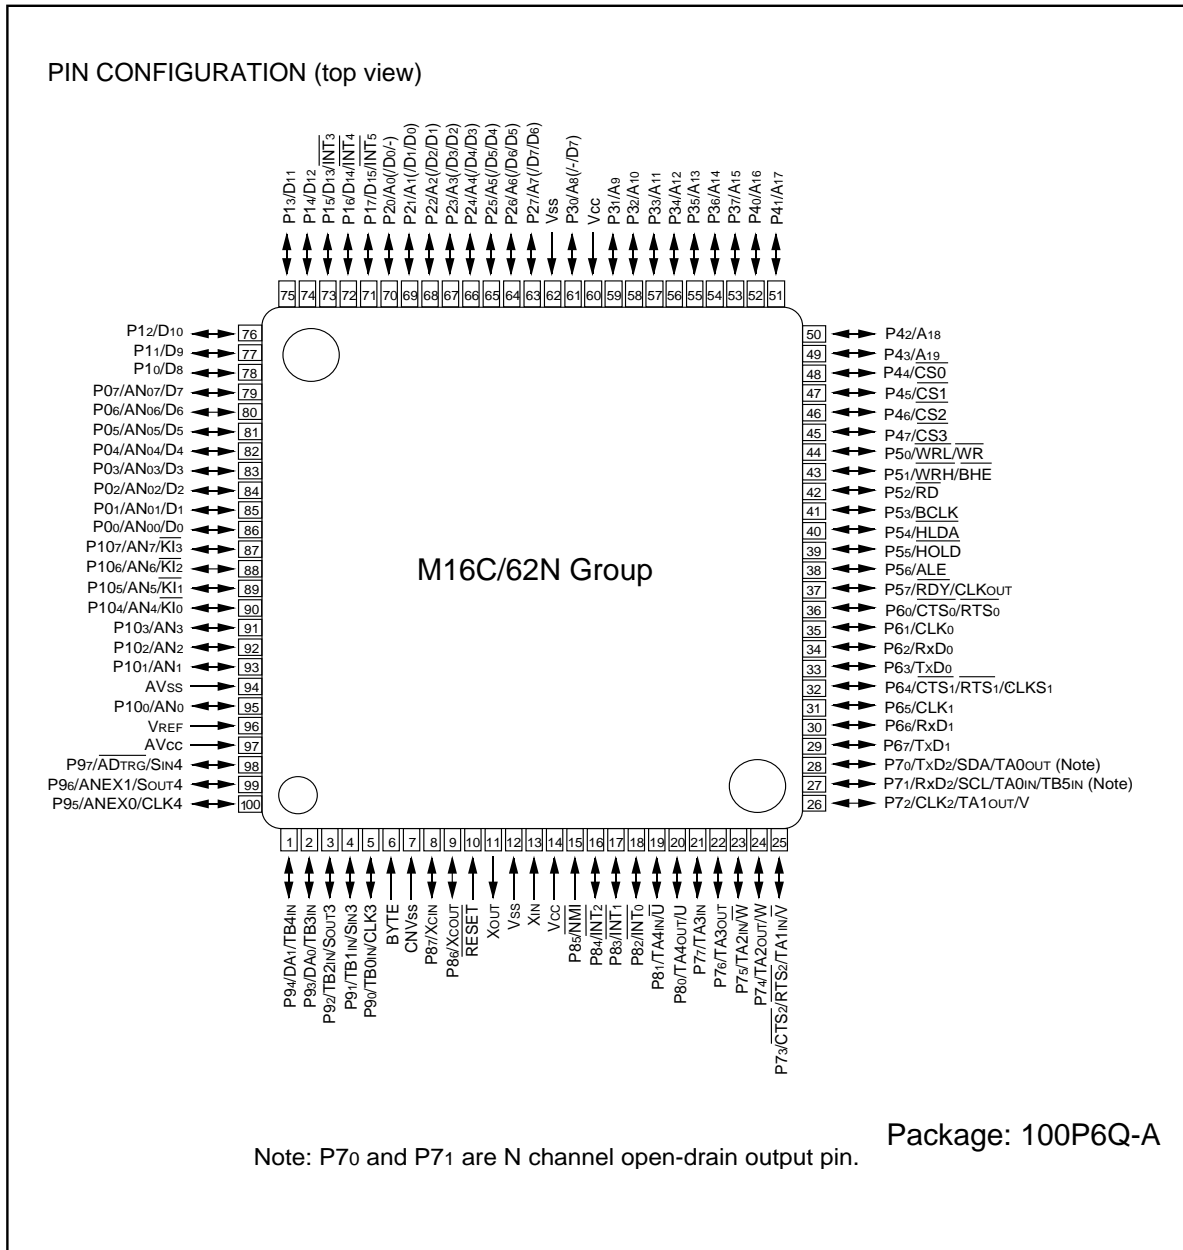 PIN CONFIGURATION (top view)
P13/D11
P14/D12
P15/D13/INT3
P16/D14/INT4
P17/D15/INT5
P20/A0(/D0/-)
P21/A1(/D1/D0)
P22/A2(/D2/D1)
P23/A3(/D3/D2)
P24/A4(/D4/D3)
P25/A5(/D5/D4)
P26/A6(/D6/D5)
P27/A7(/D7/D6)
Vss
P30/A8(/-/D7)
Vcc
P31/A9
P32/A10
P33/A11
P34/A12
P35/A13
P36/A14
P37/A15
P40/A16
P41/A17
75 74 73 72 71 70 69 68 67 66 65 64 63 62 61 60 59 58 57 56 55 54 53 52 51
P12/D10 76
P11/D9 77
P10/D8 78
P07/AN07/D7 79
P06/AN06/D6 80
P05/AN05/D5 81
P04/AN04/D4 82
P03/AN03/D3 83
P02/AN02/D2 84
P01/AN01/D1 85
P00/AN00/D0 86
P107/AN7/KI3 87
P106/AN6/KI2 88
P105/AN5/KI1 89
P104/AN4/KI0 90
P103/AN3 91
P102/AN2 92
P101/AN1 93
AVSS 94
P100/AN0 95
VREF 96
AVcc 97
P97/ADTRG/SIN4 98
P96/ANEX1/SOUT4 99
P95/ANEX0/CLK4 100
M16C/62N Group
50 P42/A18
49 P43/A19
48 P44/CS0
47 P45/CS1
46 P46/CS2
45 P47/CS3
44 P50/WRL/WR
43 P51/WRH/BHE
42 P52/RD
41 P53/BCLK
40 P54/HLDA
39 P55/HOLD
38 P56/ALE
37 P57/RDY/CLKOUT
36 P60/CTS0/RTS0
35 P61/CLK0
34 P62/RxD0
33 P63/TXD0
32 P64/CTS1/RTS1/CLKS1
31 P65/CLK1
30 P66/RxD1
29 P67/TXD1
28 P70/TXD2/SDA/TA0OUT (Note)
27 P71/RxD2/SCL/TA0IN/TB5IN (Note)
26 P72/CLK2/TA1OUT/V
1 2 3 4 5 6 7 8 9 10 11 12 13 14 15 16 17 18 19 20 21 22 23 24 25
P94/DA1/TB4IN
P93/DA0/TB3IN
P92/TB2IN/SOUT3
P91/TB1IN/SIN3
P90/TB0IN/CLK3
BYTE
CNVss
P87/XCIN
P86/XCOUT
RESET
XOUT
VSS
XIN
VCC
P85/NMI
P84/INT2
P83/INT1
P82/INT0
P81/TA4IN/U
P80/TA4OUT/U
P77/TA3IN
P76/TA3OUT
P75/TA2IN/W
P74/TA2OUT/W
P73/CTS2/RTS2/TA1IN/V
Package: 100P6Q-A
Note: P70 and P71 are N channel open-drain output pin.